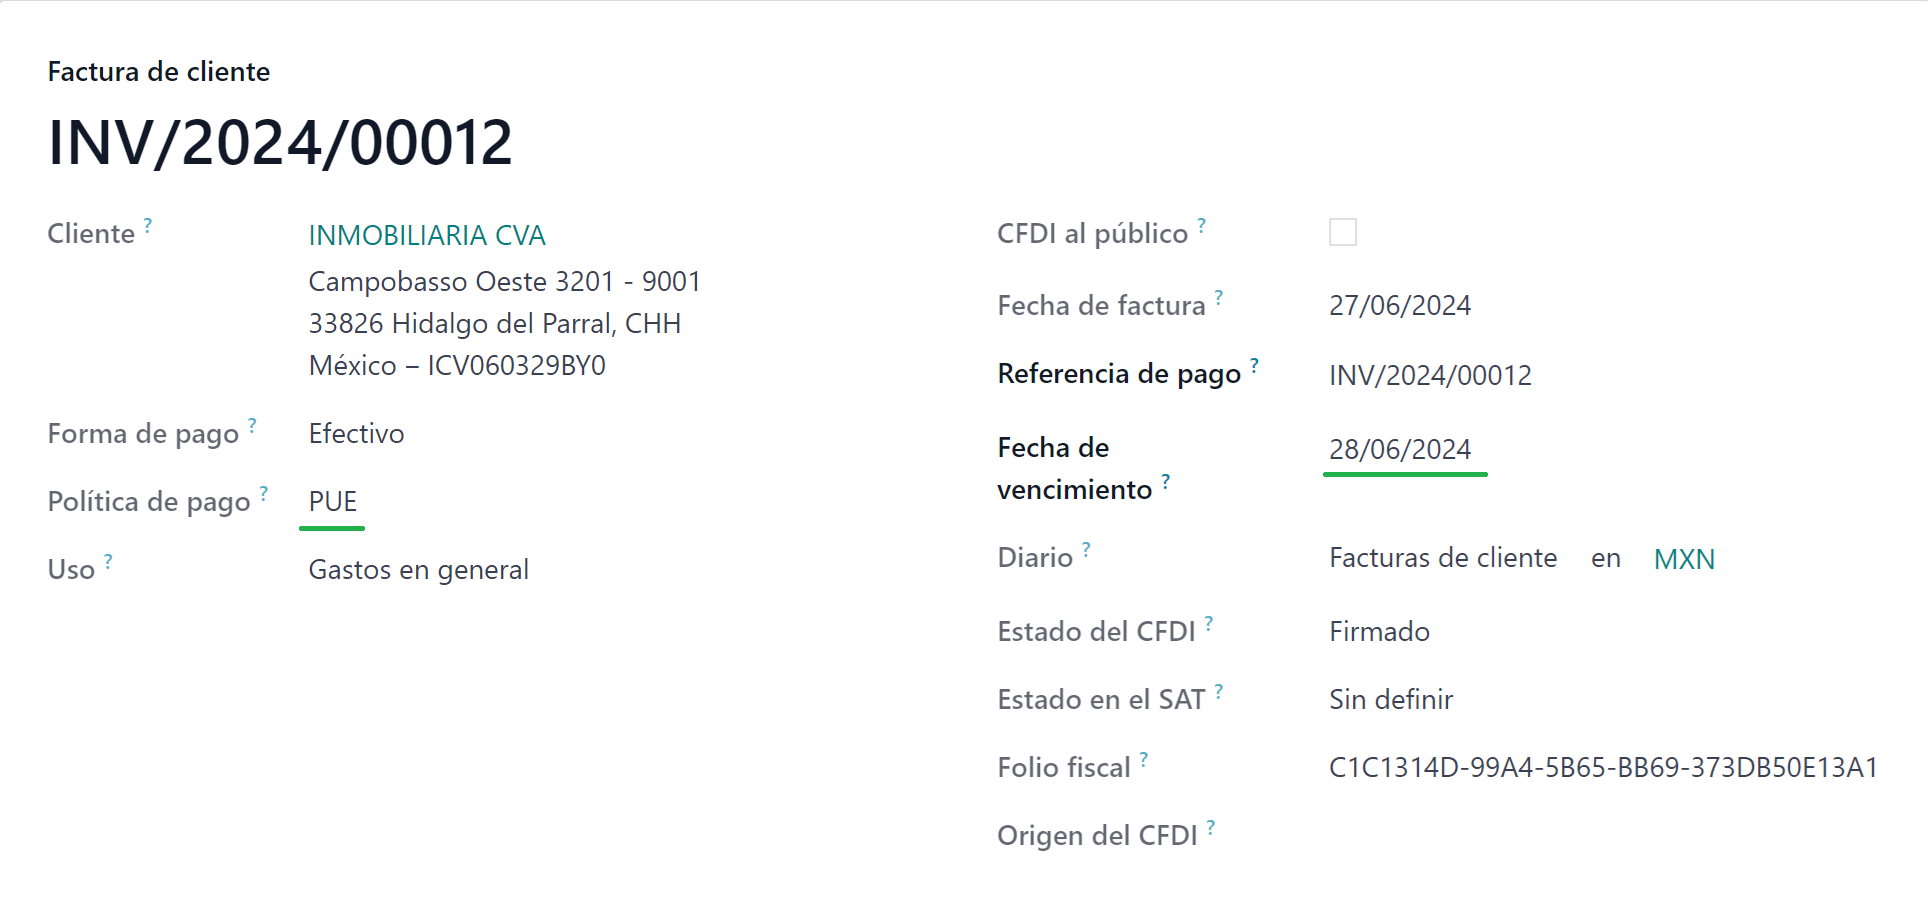 Factura de cliente
INV/2024/00012
Cliente ?
INMOBILIARIA CVA
Campobasso Oeste 3201 - 9001
33826 Hidalgo del Parral, CHH
México – ICV060329BY0
Forma de pago ? Efectivo
Política de pago ? PUE
Uso ? Gastos en general
CFDI al público ?
Fecha de factura ? 27/06/2024
Referencia de pago ? INV/2024/00012
Fecha de
vencimiento ? 28/06/2024
Diario ? Facturas de cliente en MXN
Estado del CFDI ? Firmado
Estado en el SAT ? Sin definir
Folio fiscal ? C1C1314D-99A4-5B65-BB69-373DB50E13A1
Origen del CFDI ?